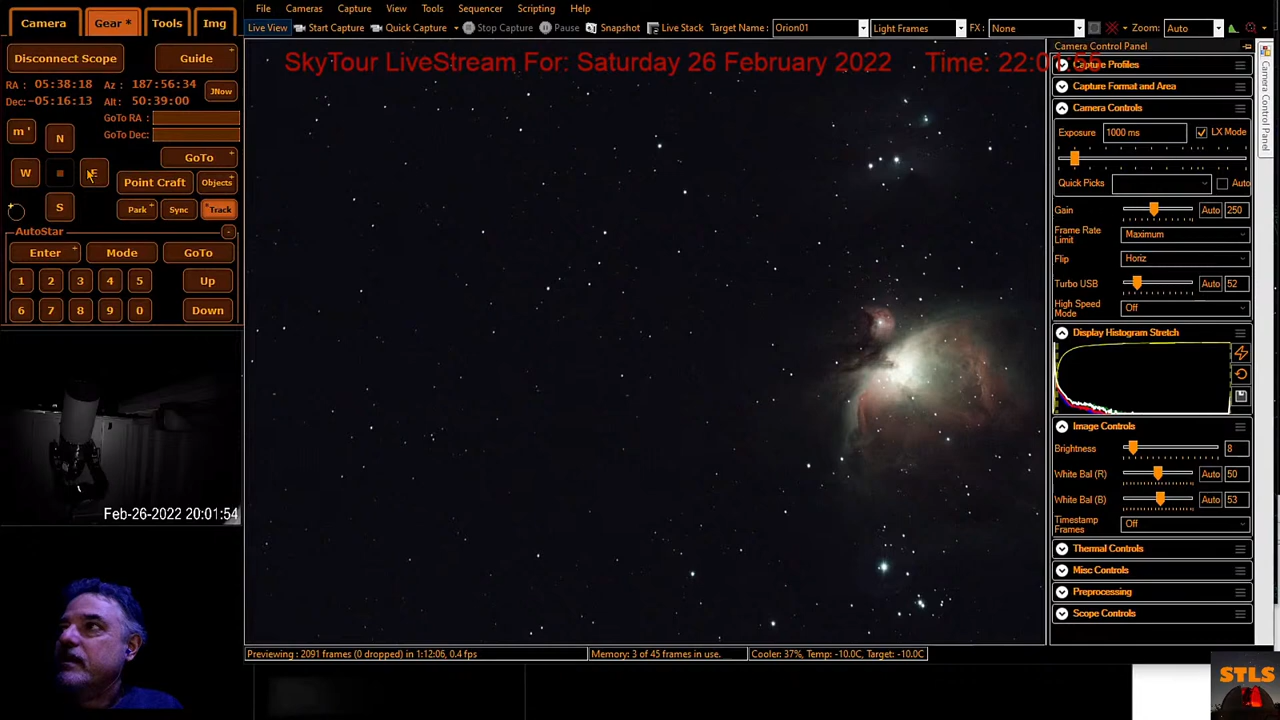 Camera Gear * Tools Img
File Cameras Capture View Tools Sequencer Scripting Help
Live View Start Capture Quick Capture Stop Capture Pause Snapshot Live Stack Target Name : Orion01 Light Frames FX : None Zoom: Auto
SkyTour LiveStream For: Saturday 26 February 2022 Time: 22:01:56
Disconnect Scope Guide
RA : 05:38:18 Az : 187:56:34 JNow
Dec: -05:16:13 Alt: 50:39:00
GoTo RA :
GoTo Dec:
m ' N
GoTo
W E Point Craft Objects
S Park Sync Track
AutoStar -
Enter Mode GoTo
1 2 3 4 5 Up
6 7 8 9 0 Down
Feb-26-2022 20:01:54
Camera Control Panel
Camera Control Panel
Capture Profiles
Capture Format and Area
Camera Controls
Exposure 1000 ms LX Mode
Quick Picks Auto
Gain Auto 250
Frame Rate Limit Maximum
Flip Horiz
Turbo USB Auto 52
High Speed Mode Off
Display Histogram Stretch
Image Controls
Brightness 8
White Bal (R) Auto 50
White Bal (B) Auto 53
Timestamp Frames Off
Thermal Controls
Misc Controls
Preprocessing
Scope Controls
Previewing : 2091 frames (0 dropped) in 1:12:06, 0.4 fps Memory: 3 of 45 frames in use. Cooler: 37%, Temp: -10.0C, Target: -10.0C
STLS